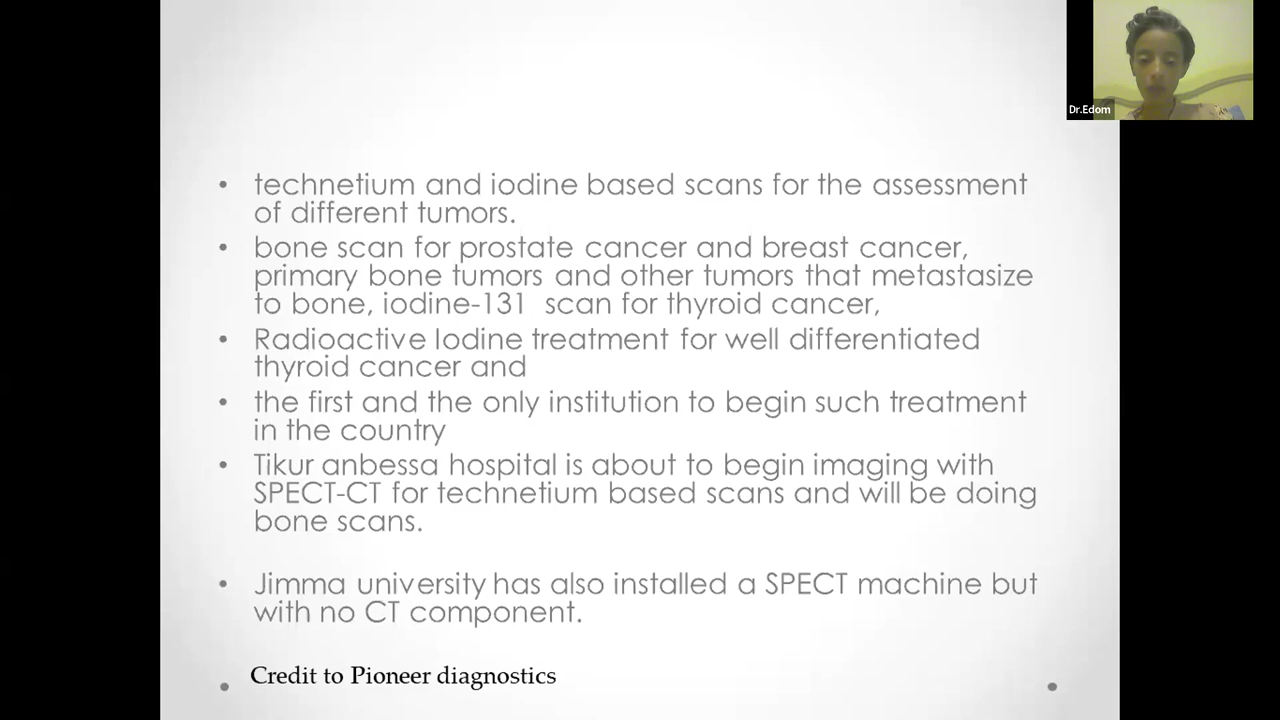 Dr.Edom
• technetium and iodine based scans for the assessment
of different tumors.
• bone scan for prostate cancer and breast cancer,
primary bone tumors and other tumors that metastasize
to bone, iodine-131  scan for thyroid cancer,
• Radioactive Iodine treatment for well differentiated
thyroid cancer and
• the first and the only institution to begin such treatment
in the country
• Tikur anbessa hospital is about to begin imaging with
SPECT-CT for technetium based scans and will be doing
bone scans.
• Jimma university has also installed a SPECT machine but
with no CT component.
Credit to Pioneer diagnostics